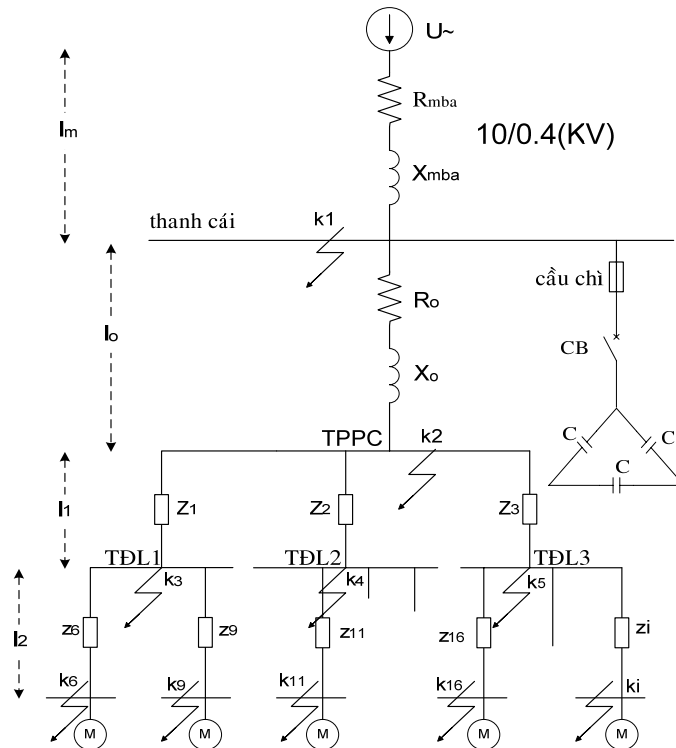 U~
Rmba
10/0.4(KV)
Xmba
Im
thanh cái
k1
cầu chì
Ro
lo
CB
Xo
C
C
C
TPPC
k2
l1
Z1
Z2
Z3
TĐL1
TĐL2
TĐL3
k3
k4
k5
l2
z6
z9
z11
z16
zi
k6
k9
k11
k16
ki
M
M
M
M
M